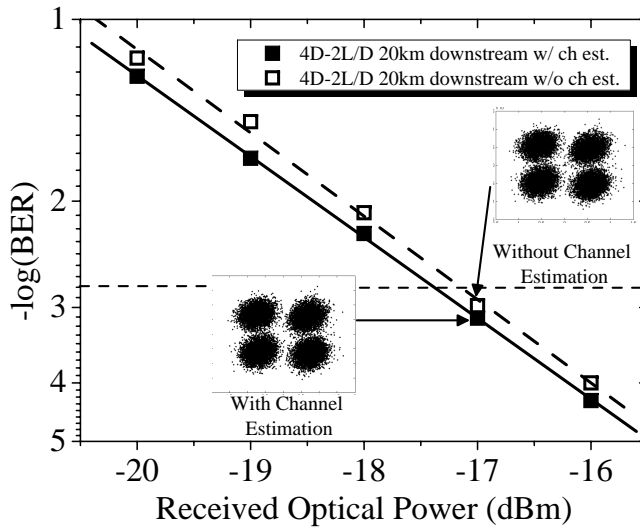 1
4D-2L/D 20km downstream w/ ch est.
4D-2L/D 20km downstream w/o ch est.
2
-log(BER)
Without Channel
Estimation
3
4
With Channel
Estimation
5
-20 -19 -18 -17 -16
Received Optical Power (dBm)